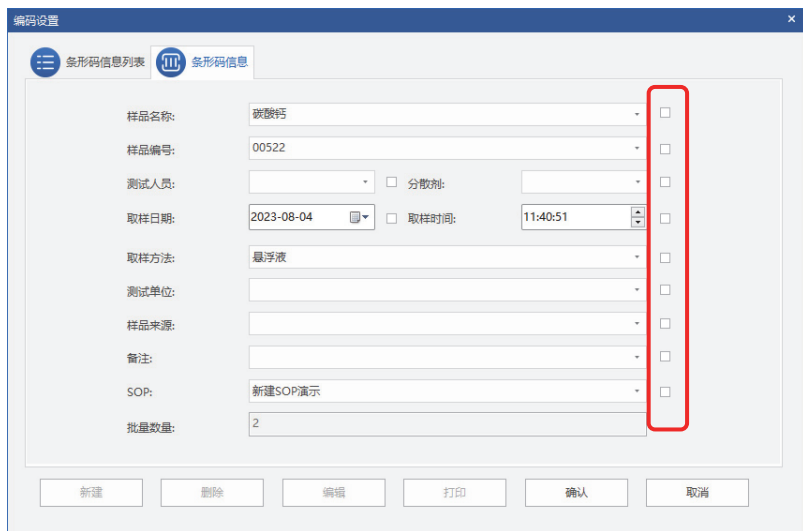 编码设置
条形码信息列表 条形码信息
样品名称: 碳酸钙
样品编号: 00522
测试人员: 分散剂:
取样日期: 2023-08-04 取样时间: 11:40:51
取样方法: 悬浮液
测试单位:
样品来源:
备注:
SOP: 新建SOP演示
批量数量: 2
新建 删除 编辑 打印 确认 取消